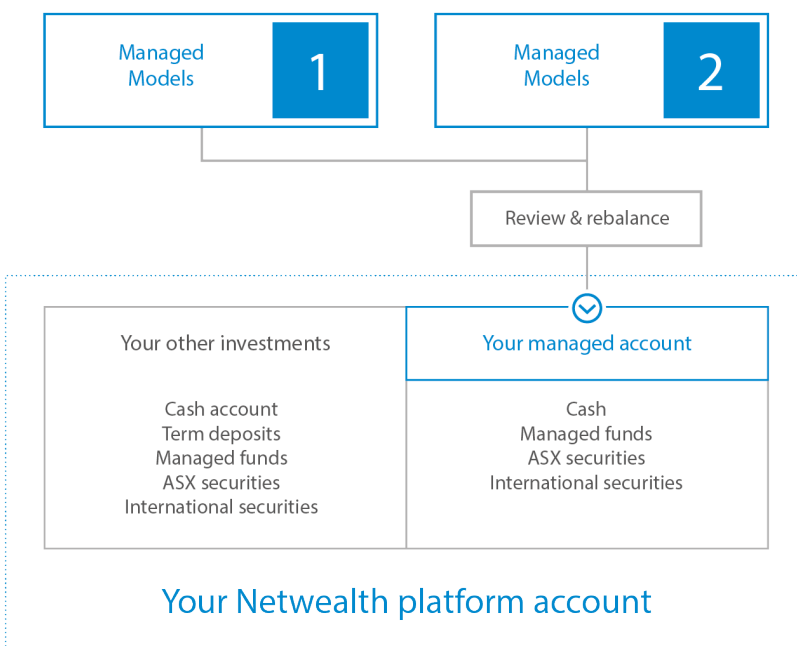 Managed
Models
1
Managed
Models
2
Review & rebalance
Your other investments
Cash account
Term deposits
Managed funds
ASX securities
International securities
Your managed account
Cash
Managed funds
ASX securities
International securities
Your Netwealth platform account